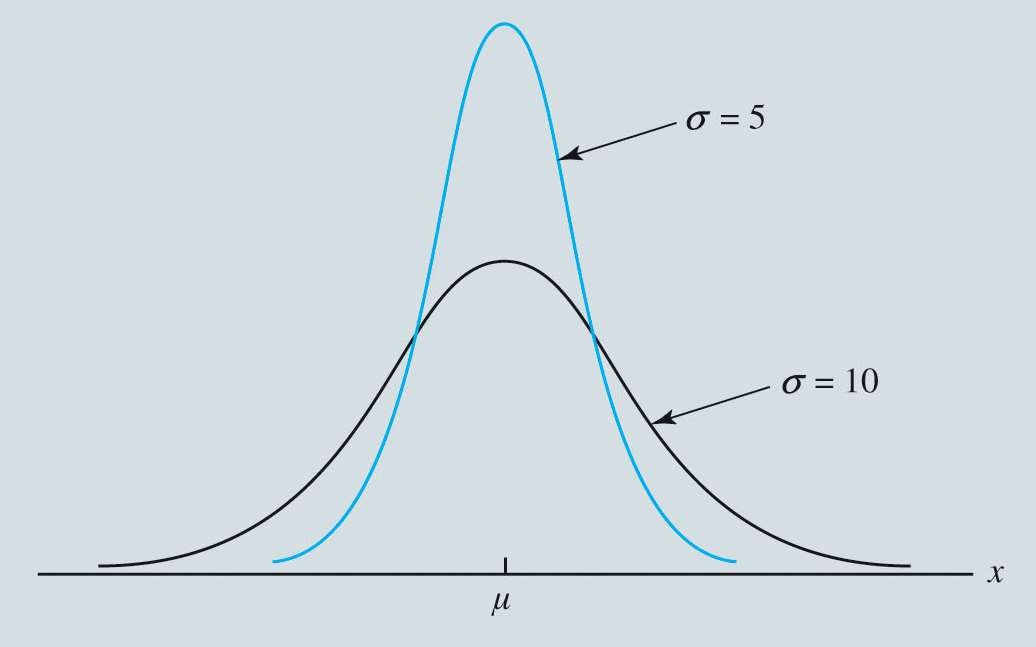 σ = 5
σ = 10
x
μ